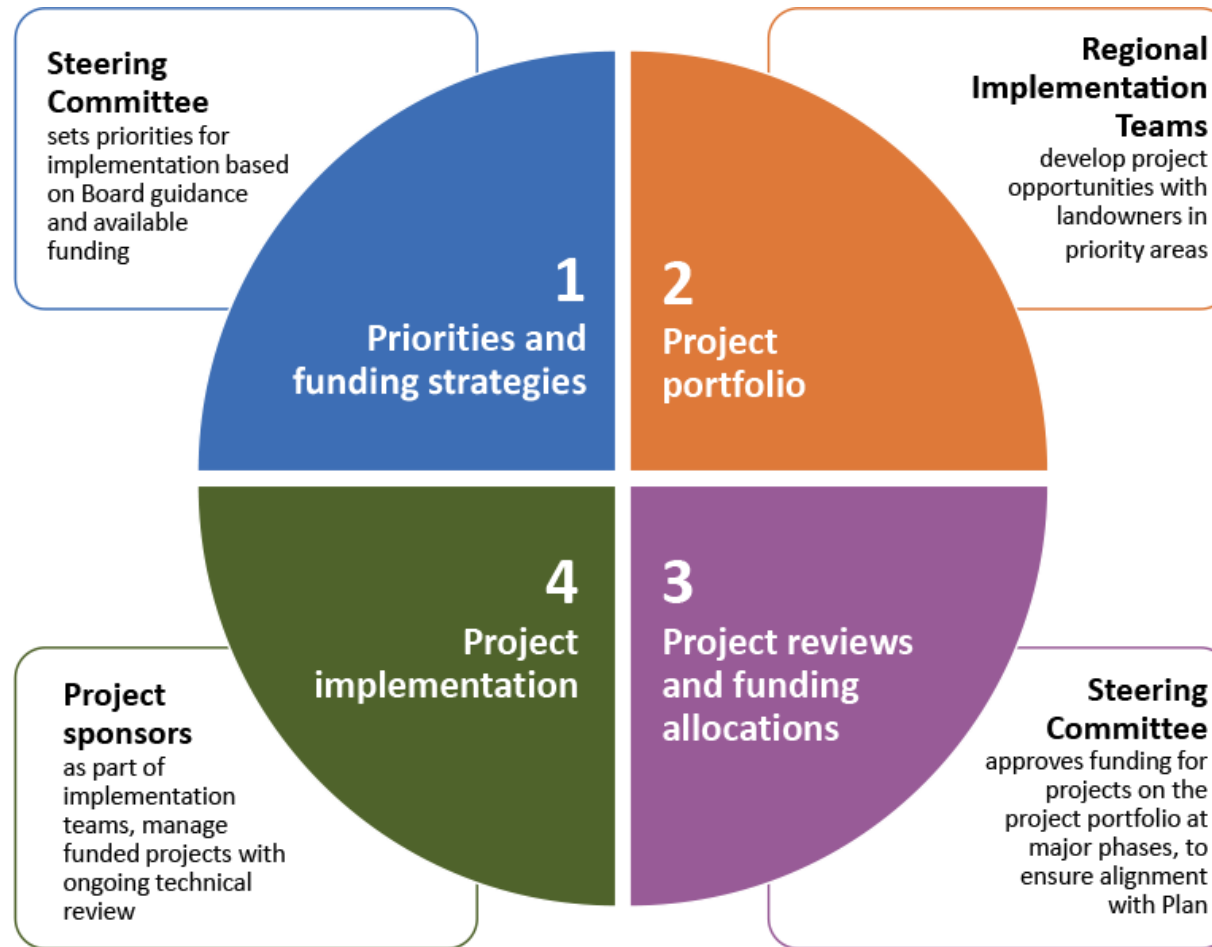 Steering
Committee
sets priorities for
implementation based
on Board guidance
and available
funding
1
Priorities and
funding strategies
Regional
Implementation
Teams
develop project
opportunities with
landowners in
priority areas
2
Project
portfolio
4
Project
implementation
Project
sponsors
as part of
implementation
teams, manage
funded projects with
ongoing technical
review
3
Project reviews
and funding
allocations
Steering
Committee
approves funding for
projects on the
project portfolio at
major phases, to
ensure alignment
with Plan